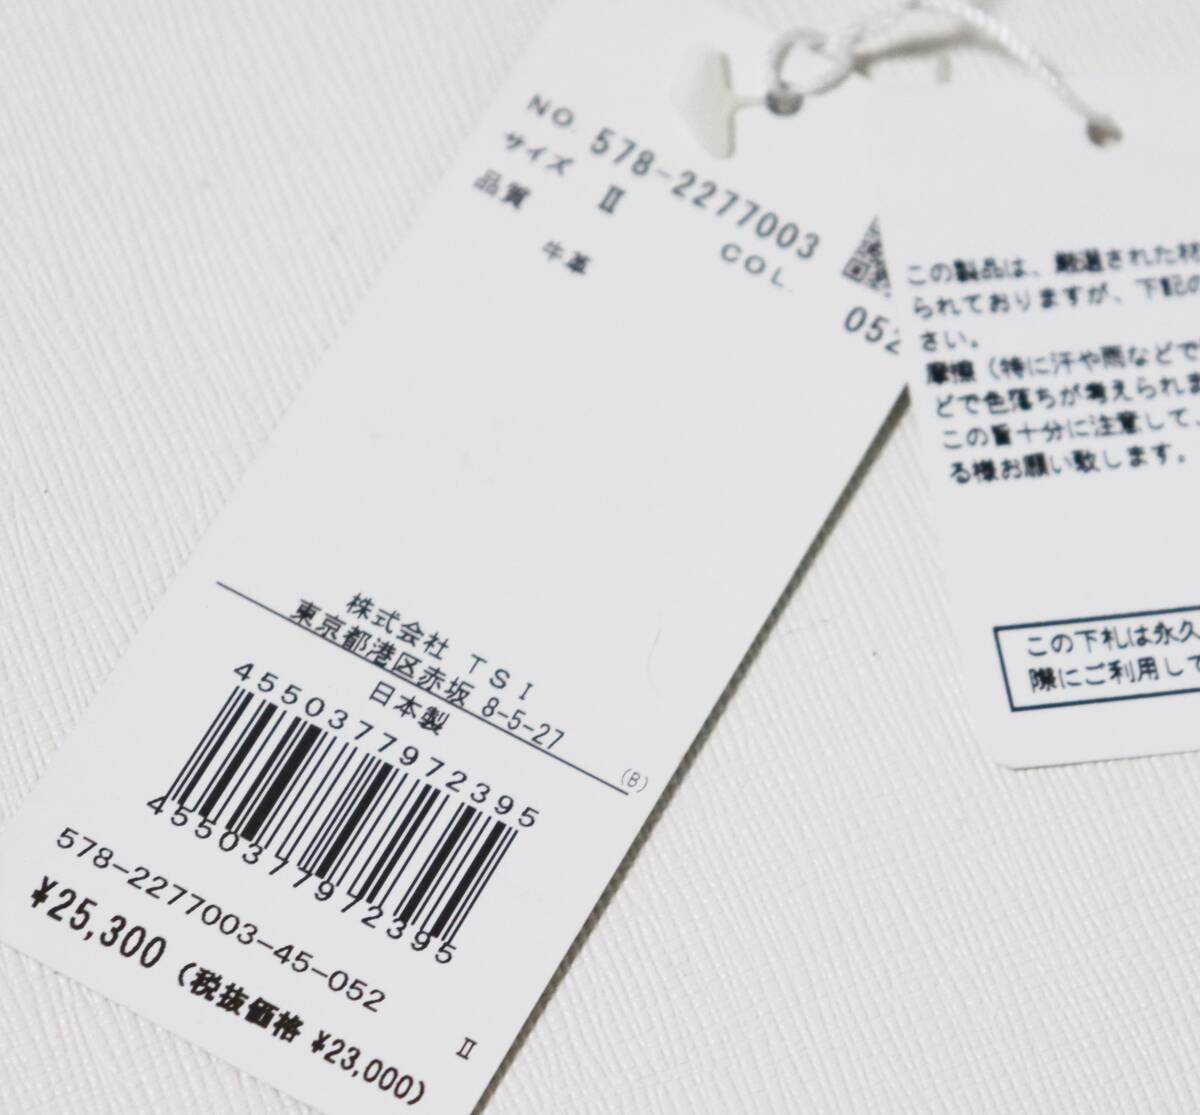 NO. 578-2277003
サイズ Ⅱ COL. 052
品質
牛革
株式会社 TSI
東京都港区赤坂 8-5-27
日本製
(B)
4550377972395
4550377972395
578-2277003-45-052
Ⅱ
¥25,300 (税抜価格 ¥23,000)
この製品は、厳選された材
られておりますが、下記の
さい。
摩擦（特に汗や雨などで
どで色落ちが考えられま
この旨十分に注意して、
る様お願い致します。
この下札は永久
際にご利用して